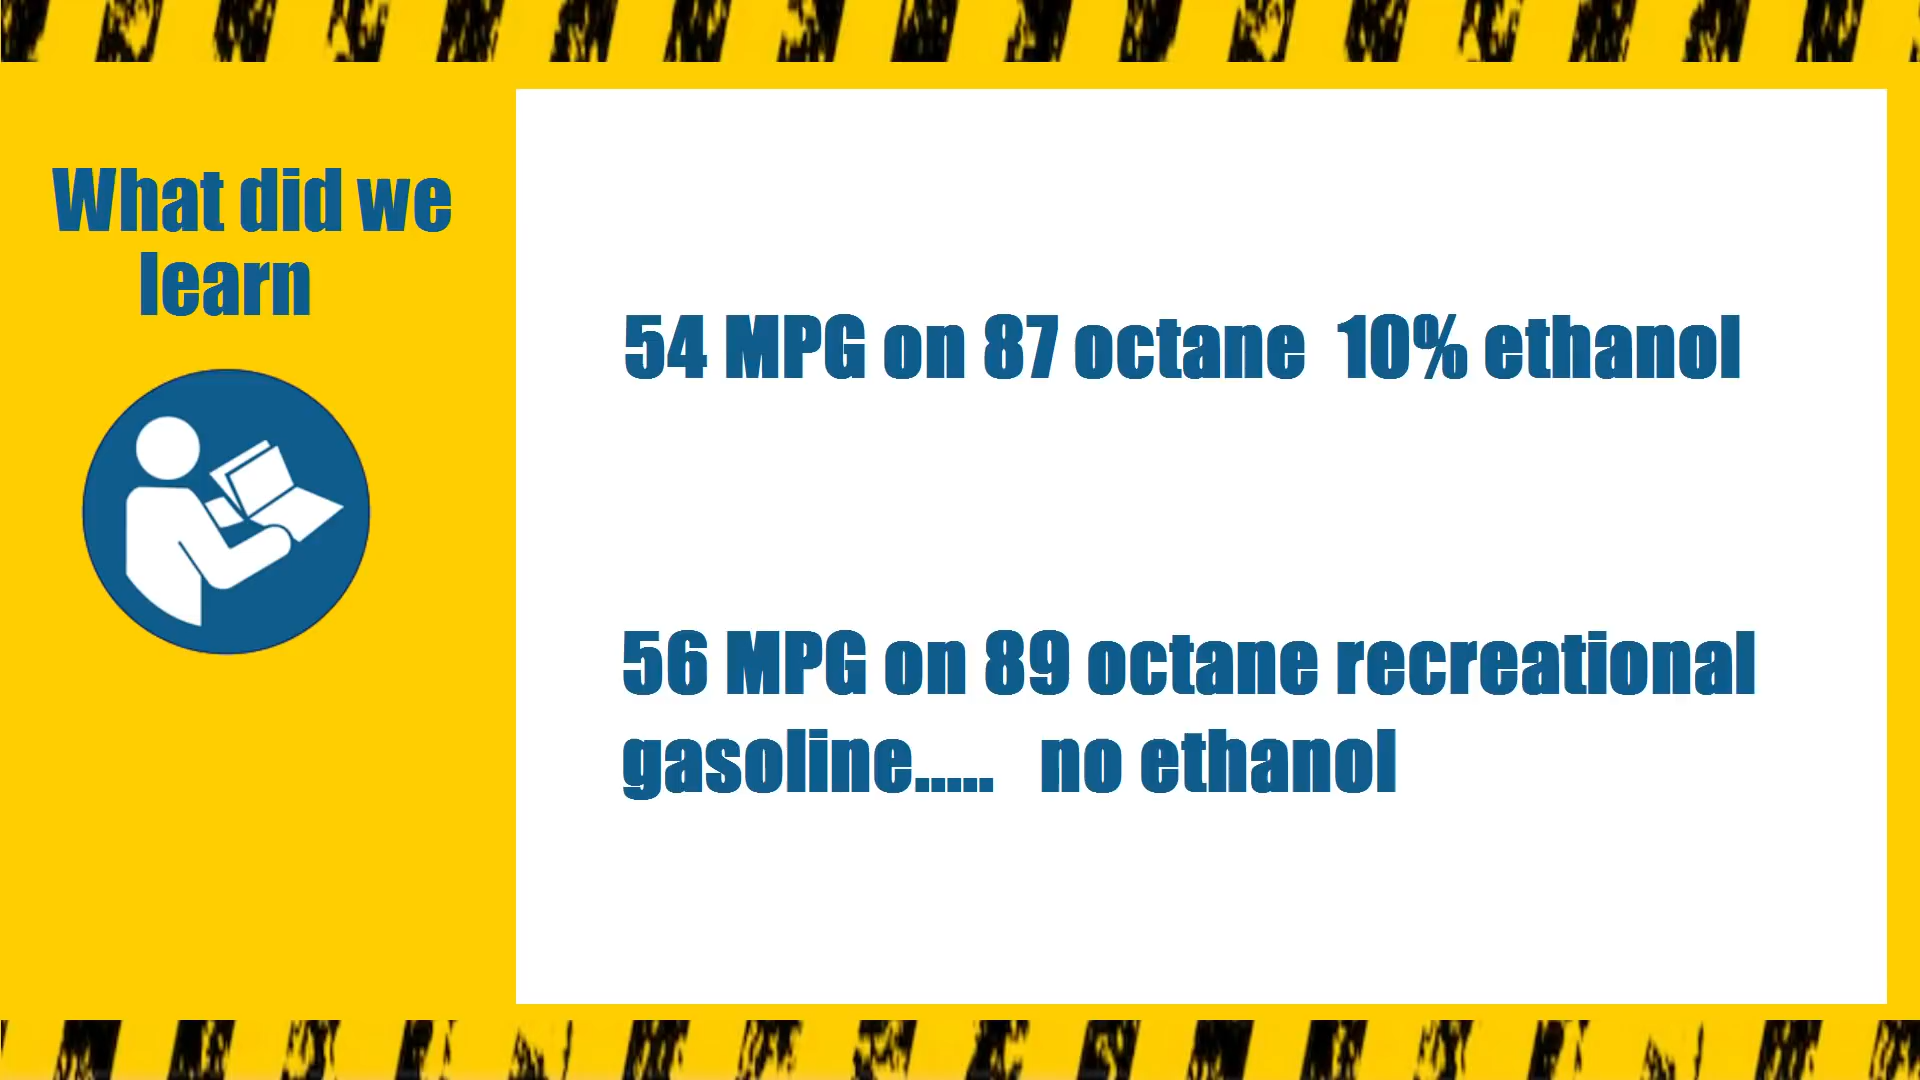 What did we
learn
54 MPG on 87 octane  10% ethanol
56 MPG on 89 octane recreational
gasoline.....   no ethanol